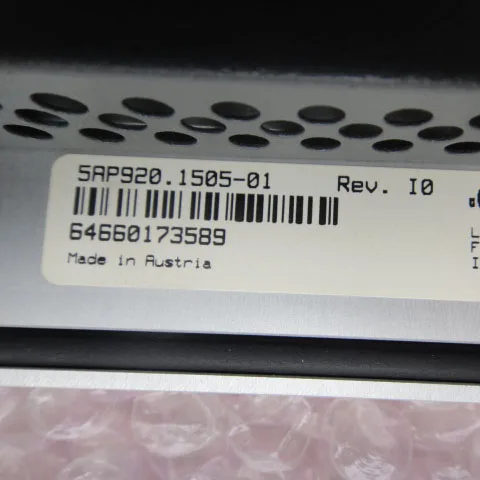 5AP920.1505-01 Rev. I0
64660173589
Made in Austria
L
F
I